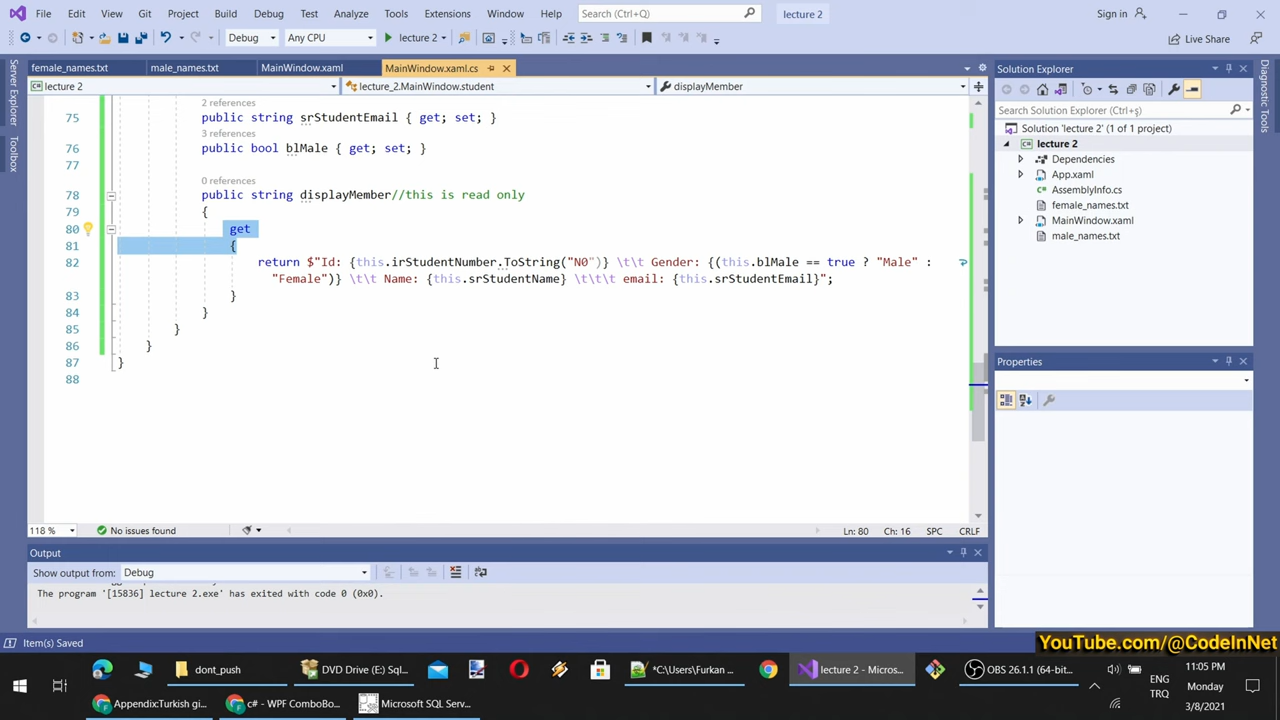 File Edit View Git Project Build Debug Test Analyze Tools Extensions Window Help Search (Ctrl+Q) lecture 2 Sign in
Debug Any CPU lecture 2 Live Share
female_names.txt male_names.txt MainWindow.xaml MainWindow.xaml.cs
lecture 2 lecture_2.MainWindow.student displayMember
Server Explorer
Toolbox
2 references
75 public string srStudentEmail { get; set; }
3 references
76 public bool blMale { get; set; }
77
0 references
78 public string displayMember//this is read only
79 {
80 get
81 {
82 return $"Id: {this.irStudentNumber.ToString("N0")} \t\t Gender: {(this.blMale == true ? "Male" :
"Female")} \t\t Name: {this.srStudentName} \t\t\t email: {this.srStudentEmail}";
83 }
84 }
85 }
86 }
87 }
88
118 % No issues found Ln: 80 Ch: 16 SPC CRLF
Output
Show output from: Debug
The program '[15836] lecture 2.exe' has exited with code 0 (0x0).
Solution Explorer
Search Solution Explorer (Ctrl+ş)
Solution 'lecture 2' (1 of 1 project)
lecture 2
Dependencies
App.xaml
AssemblyInfo.cs
female_names.txt
MainWindow.xaml
male_names.txt
Properties
Diagnostic Tools
Item(s) Saved
YouTube.com/@CodeInNet
dont_push DVD Drive (E:) Sql... *C:\Users\Furkan ... lecture 2 - Micros... OBS 26.1.1 (64-bit...
Appendix:Turkish gi... c# - WPF ComboBo... Microsoft SQL Serv...
ENG
TRQ
11:05 PM
Monday
3/8/2021